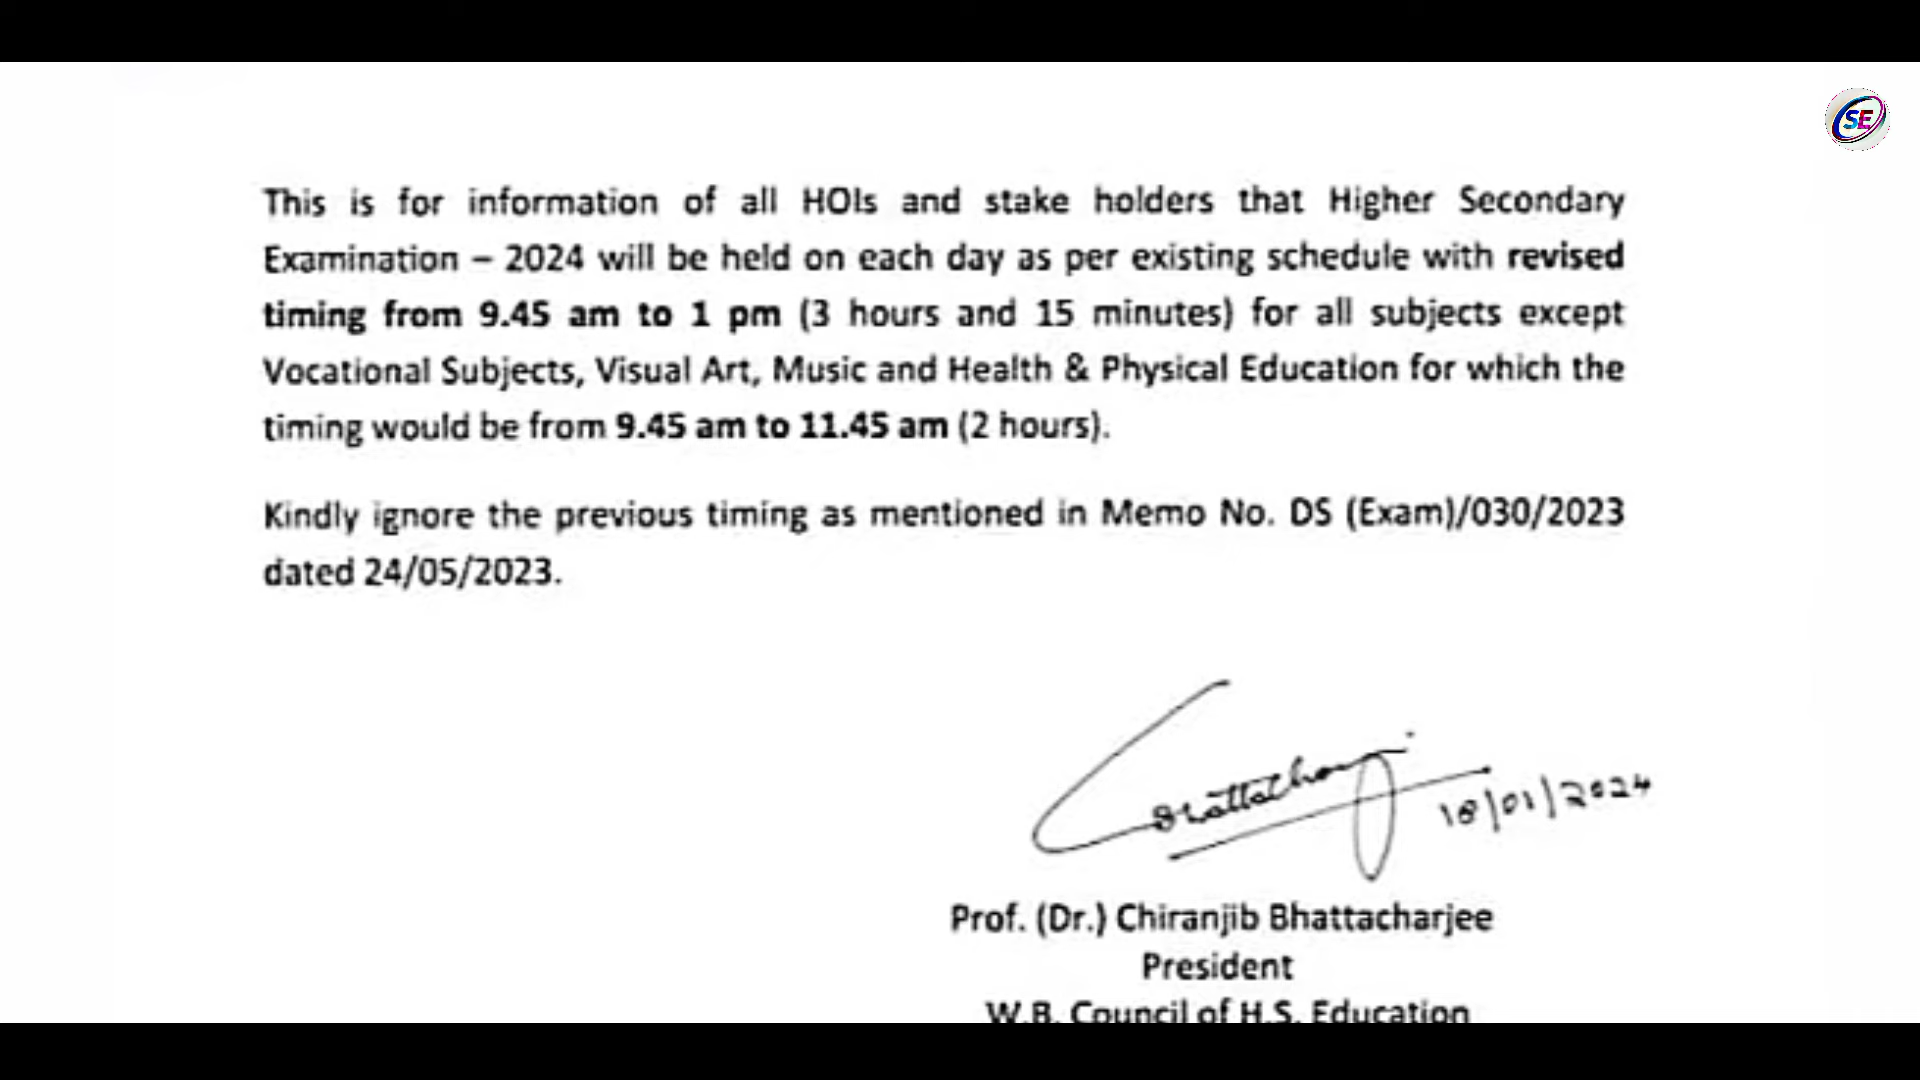 SE
This is for information of all HOIs and stake holders that Higher Secondary
Examination – 2024 will be held on each day as per existing schedule with revised
timing from 9.45 am to 1 pm (3 hours and 15 minutes) for all subjects except
Vocational Subjects, Visual Art, Music and Health & Physical Education for which the
timing would be from 9.45 am to 11.45 am (2 hours).
Kindly ignore the previous timing as mentioned in Memo No. DS (Exam)/030/2023
dated 24/05/2023.
18/01/2024
Prof. (Dr.) Chiranjib Bhattacharjee
President
W.B. Council of H.S. Education